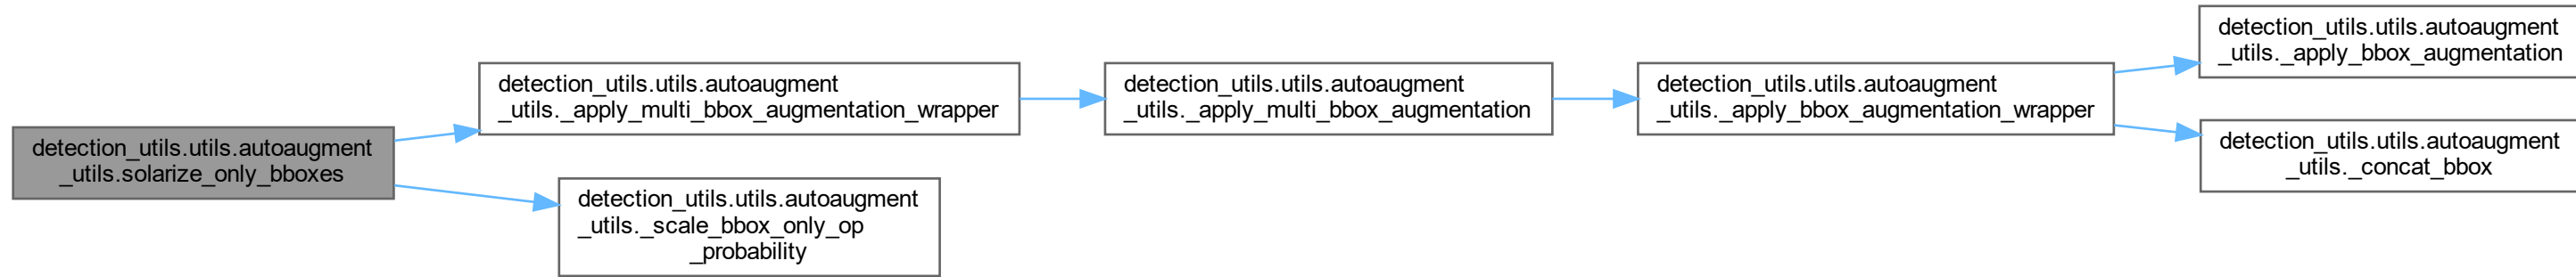 detection_utils.utils.autoaugment
_utils.solarize_only_bboxes
detection_utils.utils.autoaugment
_utils._apply_multi_bbox_augmentation_wrapper
detection_utils.utils.autoaugment
_utils._scale_bbox_only_op
_probability
detection_utils.utils.autoaugment
_utils._apply_multi_bbox_augmentation
detection_utils.utils.autoaugment
_utils._apply_bbox_augmentation_wrapper
detection_utils.utils.autoaugment
_utils._apply_bbox_augmentation
detection_utils.utils.autoaugment
_utils._concat_bbox